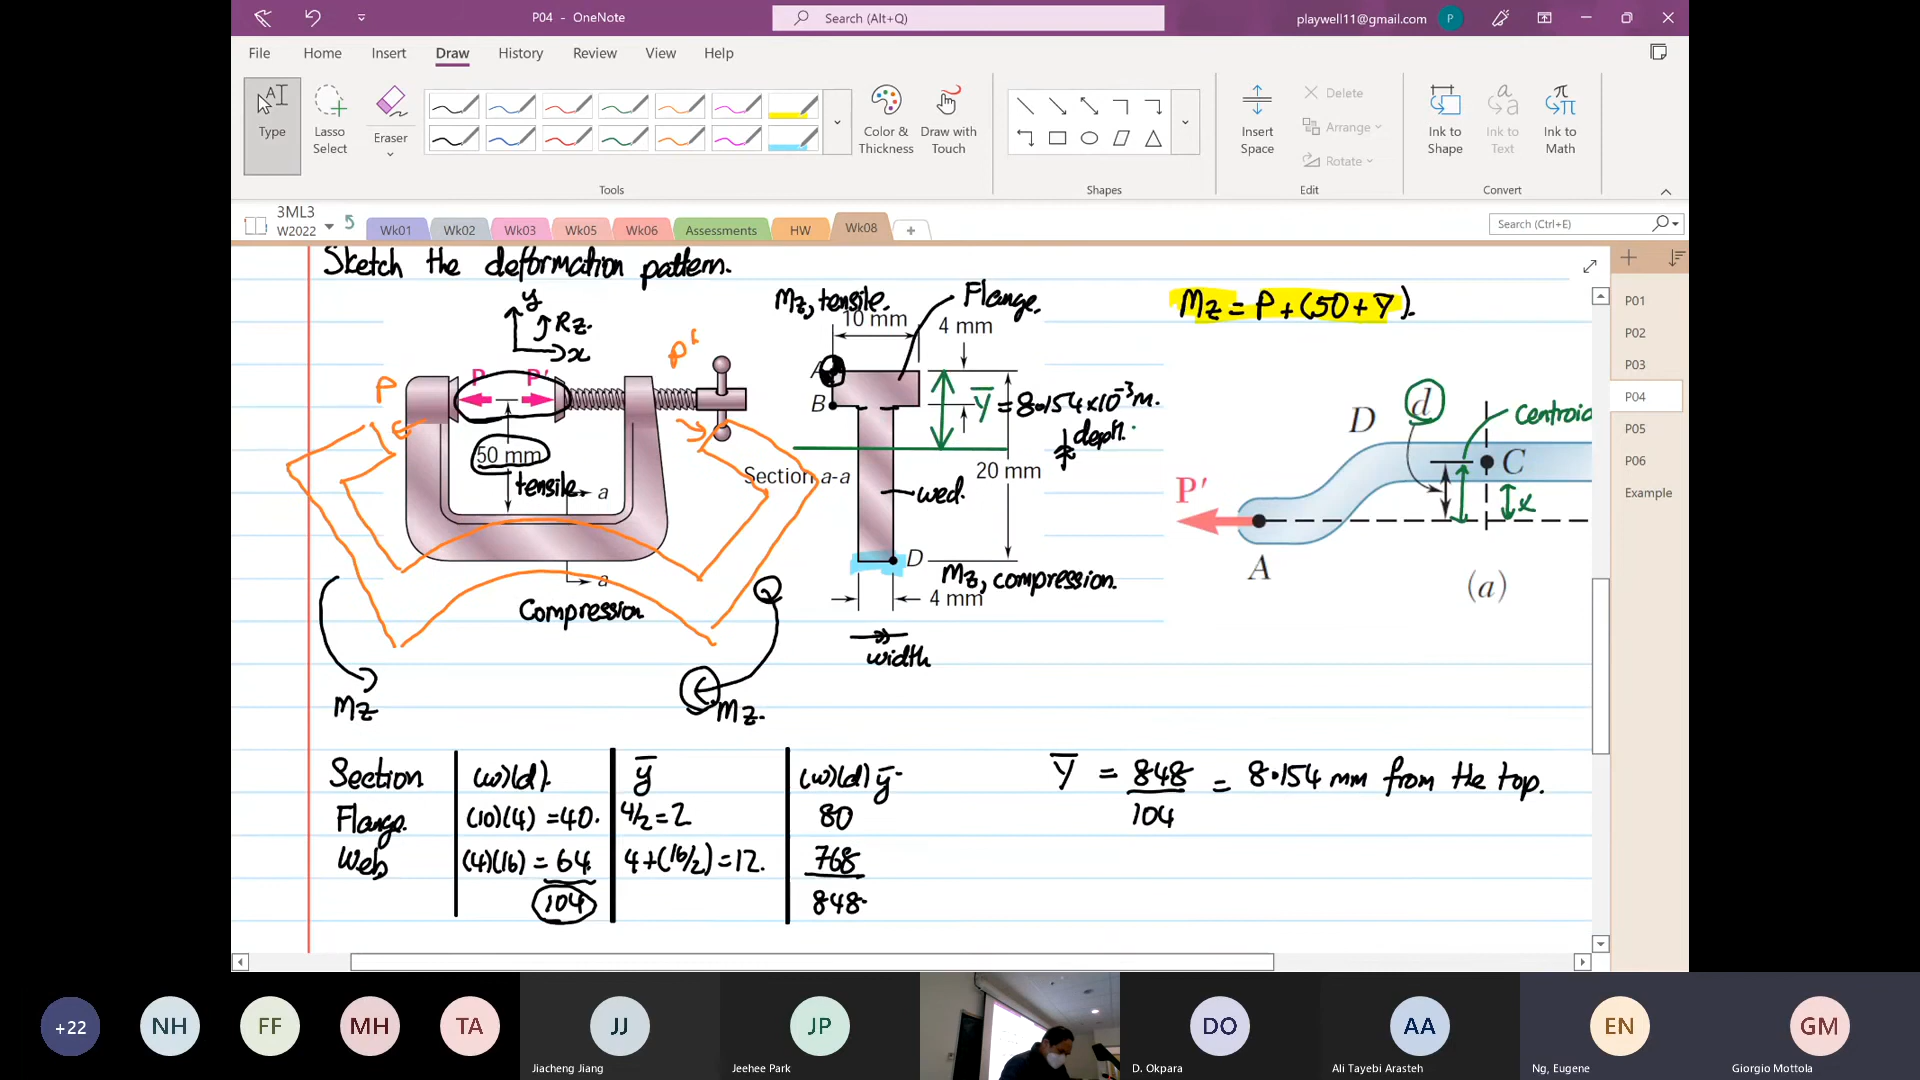 P04 - OneNote
Search (Alt+Q)
playwell11@gmail.com
P
File Home Insert Draw History Review View Help
Type
Lasso Select
Eraser
Color & Thickness
Draw with Touch
Insert Space
Delete
Arrange
Rotate
Ink to Shape
Ink to Text
Ink to Math
Tools
Shapes
Edit
Convert
3ML3
W2022
Wk01 Wk02 Wk03 Wk05 Wk06 Assessments HW Wk08
Search (Ctrl+E)
P01
P02
P03
P04
P05
P06
Example
Sketch the deformation pattern.
y
Rz.
x
P
P'
P
P'
50 mm
tensile.
a
a
Compression
Mz
Mz.
Mz, tensile.
10 mm
Flange.
4 mm
A
B
Y̅ = 8.154x10⁻³m.
depth.
20 mm
Section a-a
wed.
D
Mz, compression.
4 mm
width
Mz = P + (50 + Y̅).
D
d
centroid
C
P'
x
A
(a)
Section (w)(d). y̅ (w)(d) y̅
Flange. (10)(4) = 40. 4/2 = 2 80
Web (4)(16) = 64 4+(16/2) = 12. 768
104 848
Y̅ = 848/104 = 8.154 mm from the top.
+22
NH
FF
MH
TA
JJ
Jiacheng Jiang
JP
Jeehee Park
DO
D. Okpara
AA
Ali Tayebi Arasteh
EN
Ng, Eugene
GM
Giorgio Mottola